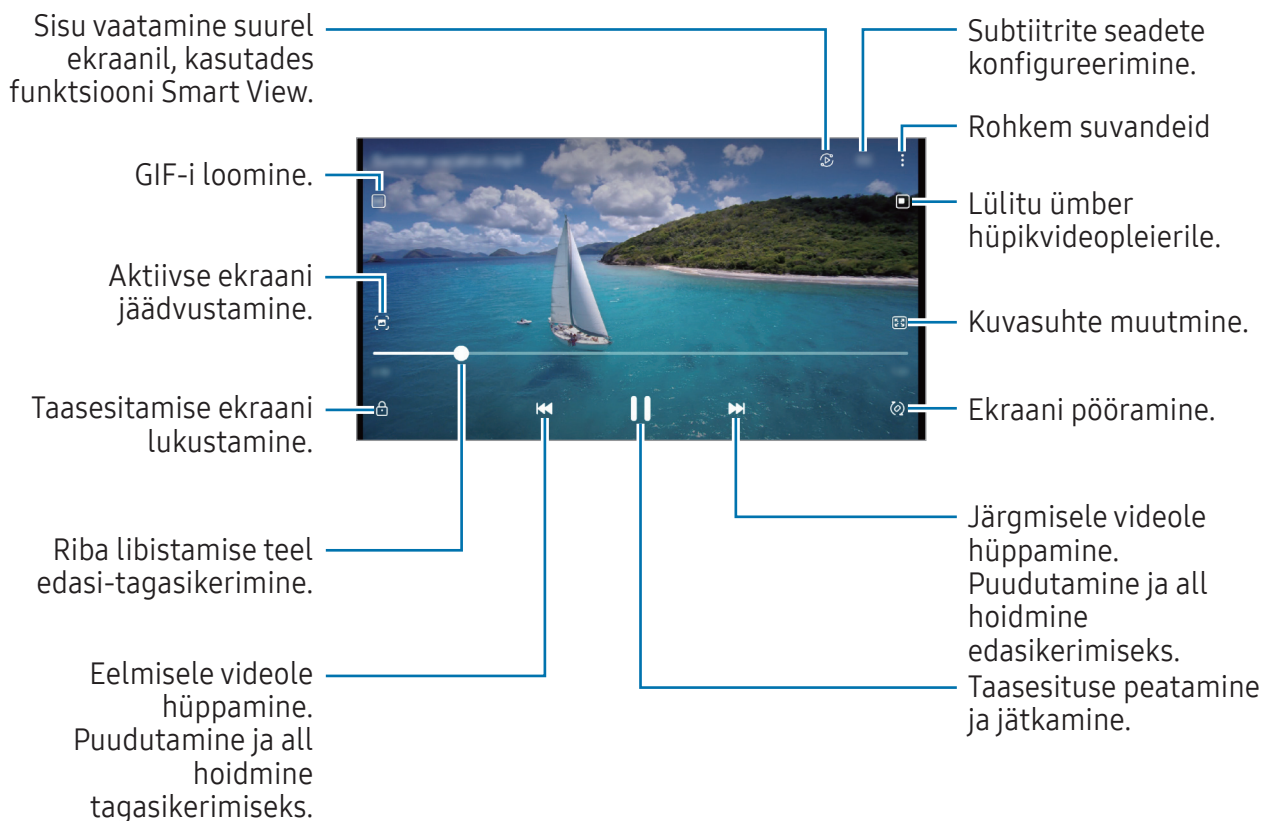 Sisu vaatamine suurel
ekraanil, kasutades
funktsiooni Smart View.
GIF-i loomine.
Aktiivse ekraani
jäädvustamine.
Taasesitamise ekraani
lukustamine.
Riba libistamise teel
edasi-tagasikerimine.
Eelmisele videole
hüppamine.
Puudutamine ja all
hoidmine
tagasikerimiseks.
Subtiitrite seadete
konfigureerimine.
Rohkem suvandeid
Lülitu ümber
hüpikvideopleierile.
Kuvasuhte muutmine.
Ekraani pööramine.
Järgmisele videole
hüppamine.
Puudutamine ja all
hoidmine
edasikerimiseks.
Taasesituse peatamine
ja jätkamine.